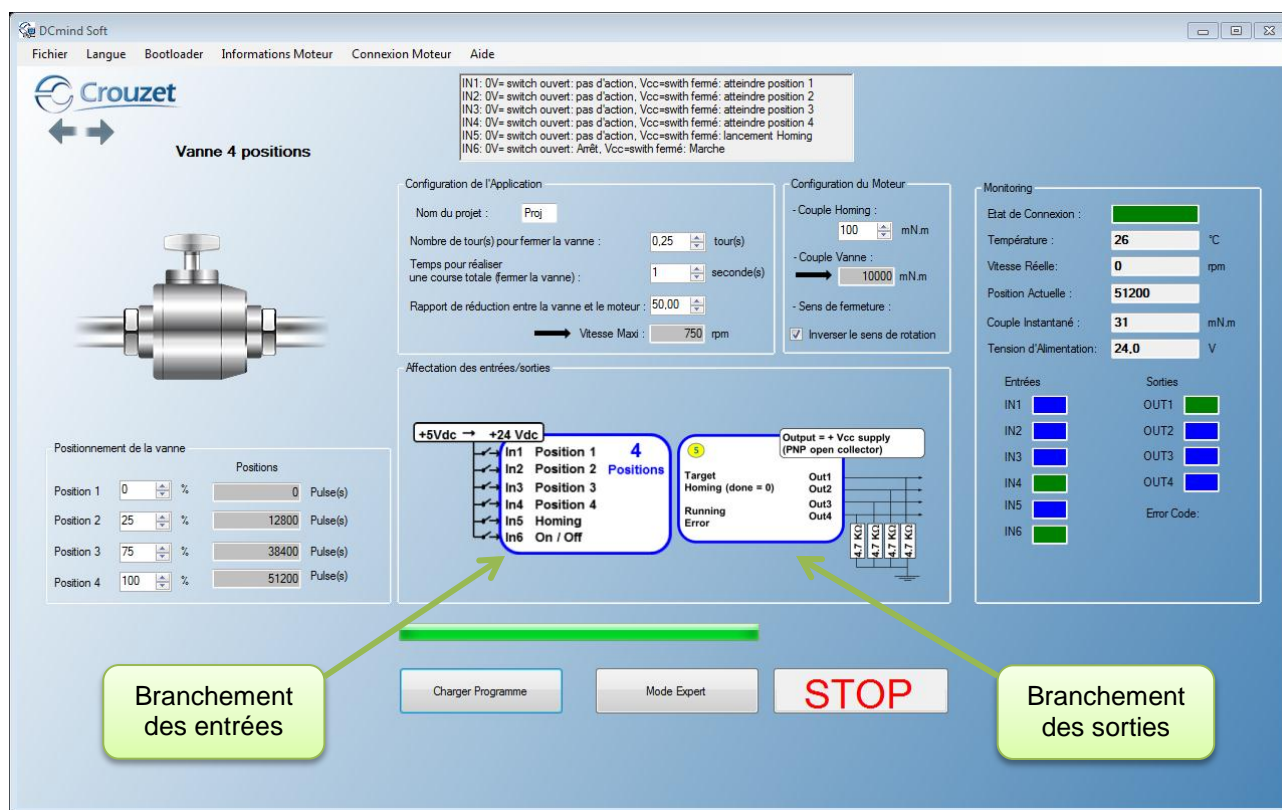 DCmind Soft
Fichier Langue Bootloader Informations Moteur Connexion Moteur Aide
Crouzet
Vanne 4 positions
IN1: 0V= switch ouvert: pas d'action, Vcc=swith fermé: atteindre position 1
IN2: 0V= switch ouvert: pas d'action, Vcc=swith fermé: atteindre position 2
IN3: 0V= switch ouvert: pas d'action, Vcc=swith fermé: atteindre position 3
IN4: 0V= switch ouvert: pas d'action, Vcc=swith fermé: atteindre position 4
IN5: 0V= switch ouvert: pas d'action, Vcc=swith fermé: lancement Homing
IN6: 0V= switch ouvert: Arrêt, Vcc=swith fermé: Marche
Configuration de l'Application
Nom du projet : Proj
Nombre de tour(s) pour fermer la vanne : 0,25 tour(s)
Temps pour réaliser
une course totale (fermer la vanne) : 1 seconde(s)
Rapport de réduction entre la vanne et le moteur : 50,00
Vitesse Maxi : 750 rpm
Configuration du Moteur
- Couple Homing :
100 mN.m
- Couple Vanne :
10000 mN.m
- Sens de fermeture :
Inverser le sens de rotation
Monitoring
Etat de Connexion :
Température : 26 °C
Vitesse Réelle: 0 rpm
Position Actuelle : 51200
Couple Instantané : 31 mN.m
Tension d'Alimentation: 24,0 V
Entrées Sorties
IN1 OUT1
IN2 OUT2
IN3 OUT3
IN4 OUT4
IN5
IN6
Error Code:
Positionnement de la vanne
Positions
Position 1 0 % 0 Pulse(s)
Position 2 25 % 12800 Pulse(s)
Position 3 75 % 38400 Pulse(s)
Position 4 100 % 51200 Pulse(s)
Affectation des entrées/sorties
+5Vdc → +24 Vdc
In1 Position 1
In2 Position 2
In3 Position 3
In4 Position 4
In5 Homing
In6 On / Off
4
Positions
5
Output = + Vcc supply
(PNP open collector)
Target Out1
Homing (done = 0) Out2
Running Out3
Error Out4
4.7 KΩ
4.7 KΩ
4.7 KΩ
4.7 KΩ
Charger Programme
Mode Expert
STOP
Branchement
des entrées
Branchement
des sorties